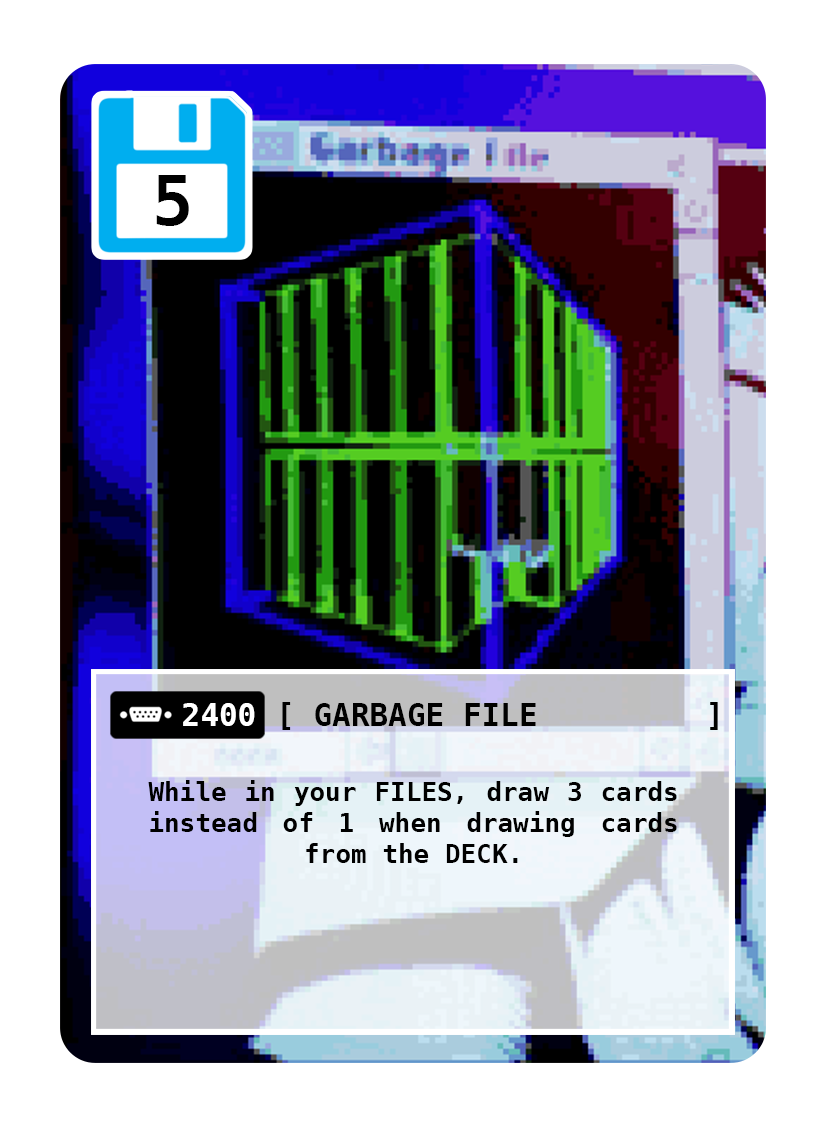 Garbage File
5
2400 [ GARBAGE FILE ]
While in your FILES, draw 3 cards
instead of 1 when drawing cards
from the DECK.